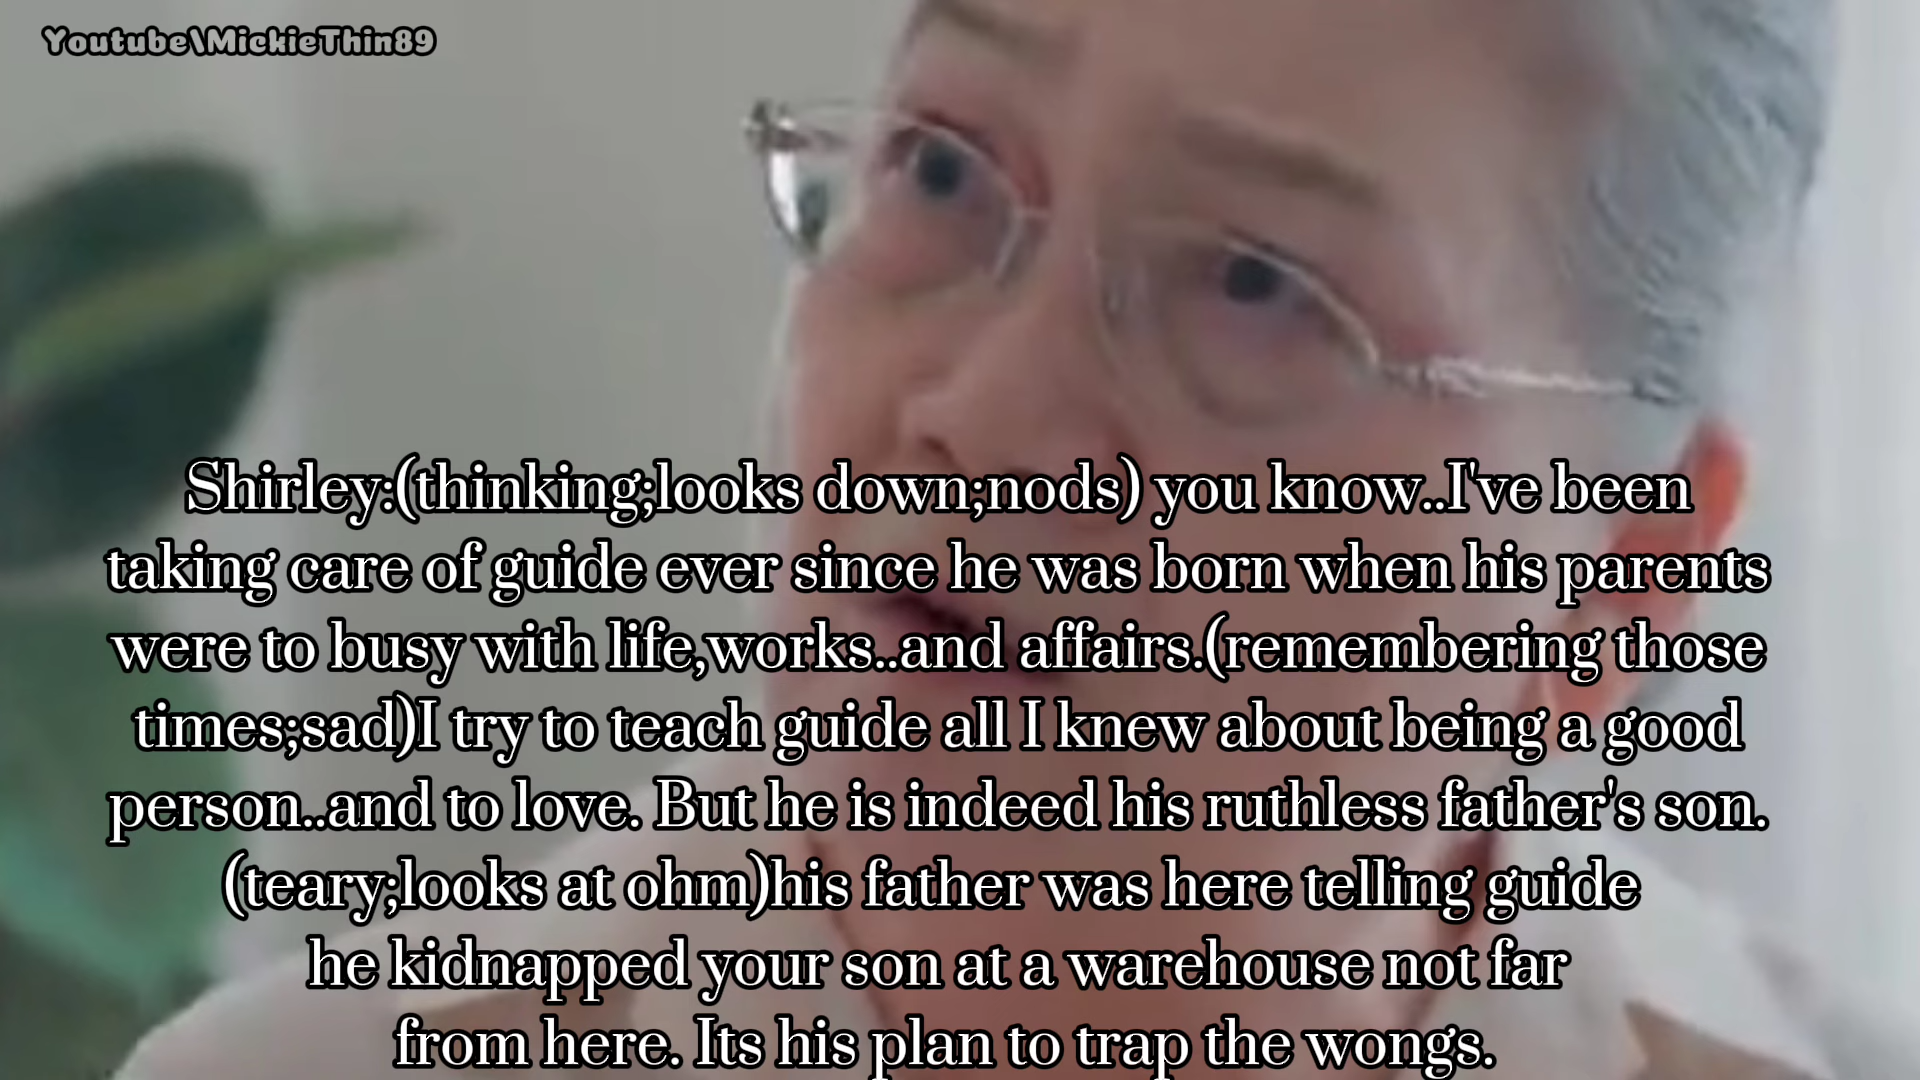 Youtube\MickieThin89
Shirley:(thinking;looks down;nods) you know..I've been
taking care of guide ever since he was born when his parents
were to busy with life,works..and affairs.(remembering those
times;sad)I try to teach guide all I knew about being a good
person..and to love. But he is indeed his ruthless father's son.
(teary;looks at ohm)his father was here telling guide
he kidnapped your son at a warehouse not far
from here. Its his plan to trap the wongs.